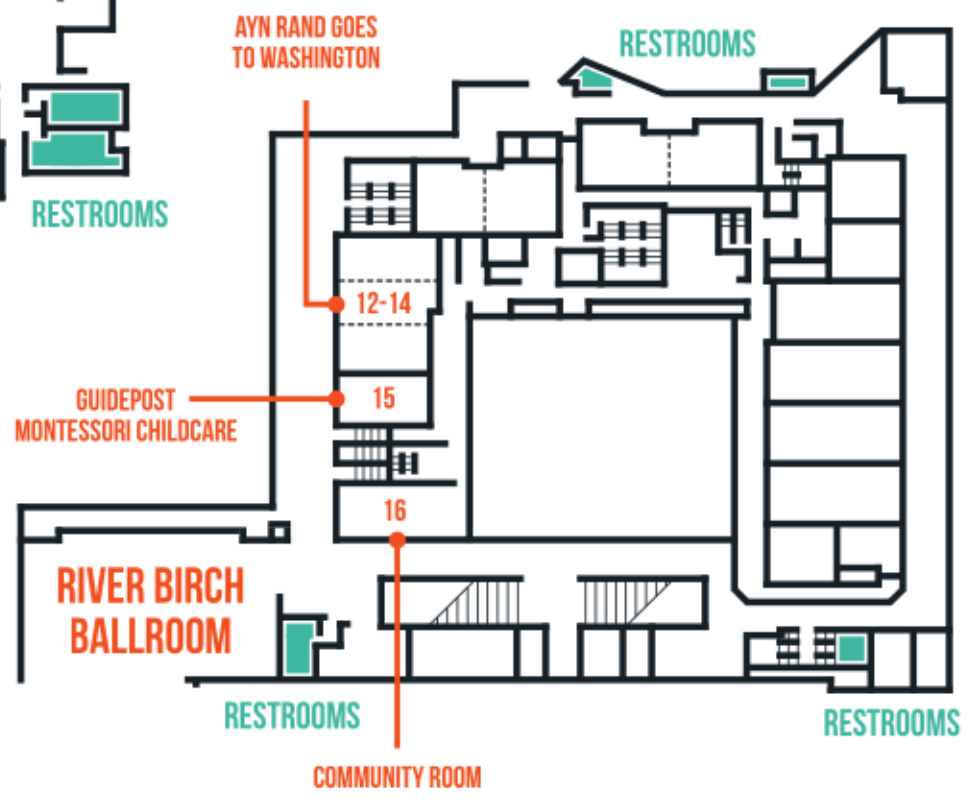 AYN RAND GOES
TO WASHINGTON
RESTROOMS
RESTROOMS
12-14
GUIDEPOST
MONTESSORI CHILDCARE
15
16
RIVER BIRCH
BALLROOM
RESTROOMS
RESTROOMS
COMMUNITY ROOM